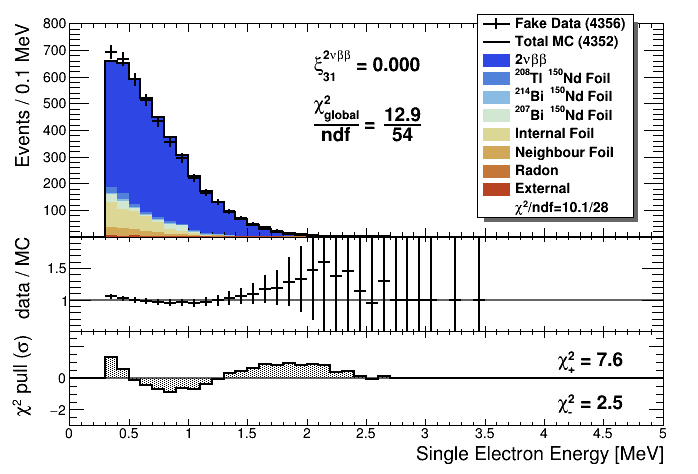 Events / 0.1 MeV
800
700
600
500
400
300
200
100
ξ³¹^2νββ = 0.000
χ²global / ndf = 12.9 / 54
Fake Data (4356)
Total MC (4352)
2νββ
²⁰⁸Tl ¹⁵⁰Nd Foil
²¹⁴Bi ¹⁵⁰Nd Foil
²⁰⁷Bi ¹⁵⁰Nd Foil
Internal Foil
Neighbour Foil
Radon
External
χ²/ndf=10.1/28
data / MC
1.5
1
χ² pull (σ)
0
−2
χ²₊ = 7.6
χ²₋ = 2.5
0 0.5 1 1.5 2 2.5 3 3.5 4 4.5 5
Single Electron Energy [MeV]